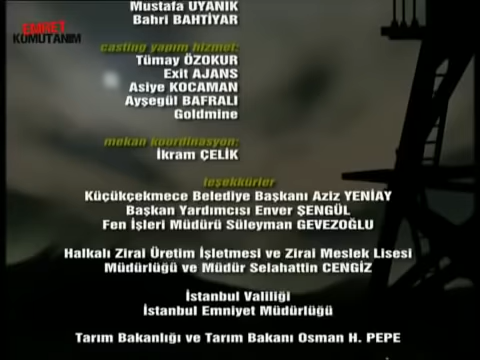 Mustafa UYANIK
Bahri BAHTİYAR
EMRET
KOMUTANIM
casting yapım hizmet:
Tümay ÖZOKUR
Exit AJANS
Asiye KOCAMAN
Ayşegül BAFRALI
Goldmine
mekan koordinasyon:
İkram ÇELİK
teşekkürler
Küçükçekmece Belediye Başkanı Aziz YENİAY
Başkan Yardımcısı Enver ŞENGÜL
Fen İşleri Müdürü Süleyman GEVEZOĞLU
Halkalı Zirai Üretim İşletmesi ve Zirai Meslek Lisesi
Müdürlüğü ve Müdür Selahattin CENGİZ
İstanbul Valiliği
İstanbul Emniyet Müdürlüğü
Tarım Bakanlığı ve Tarım Bakanı Osman H. PEPE